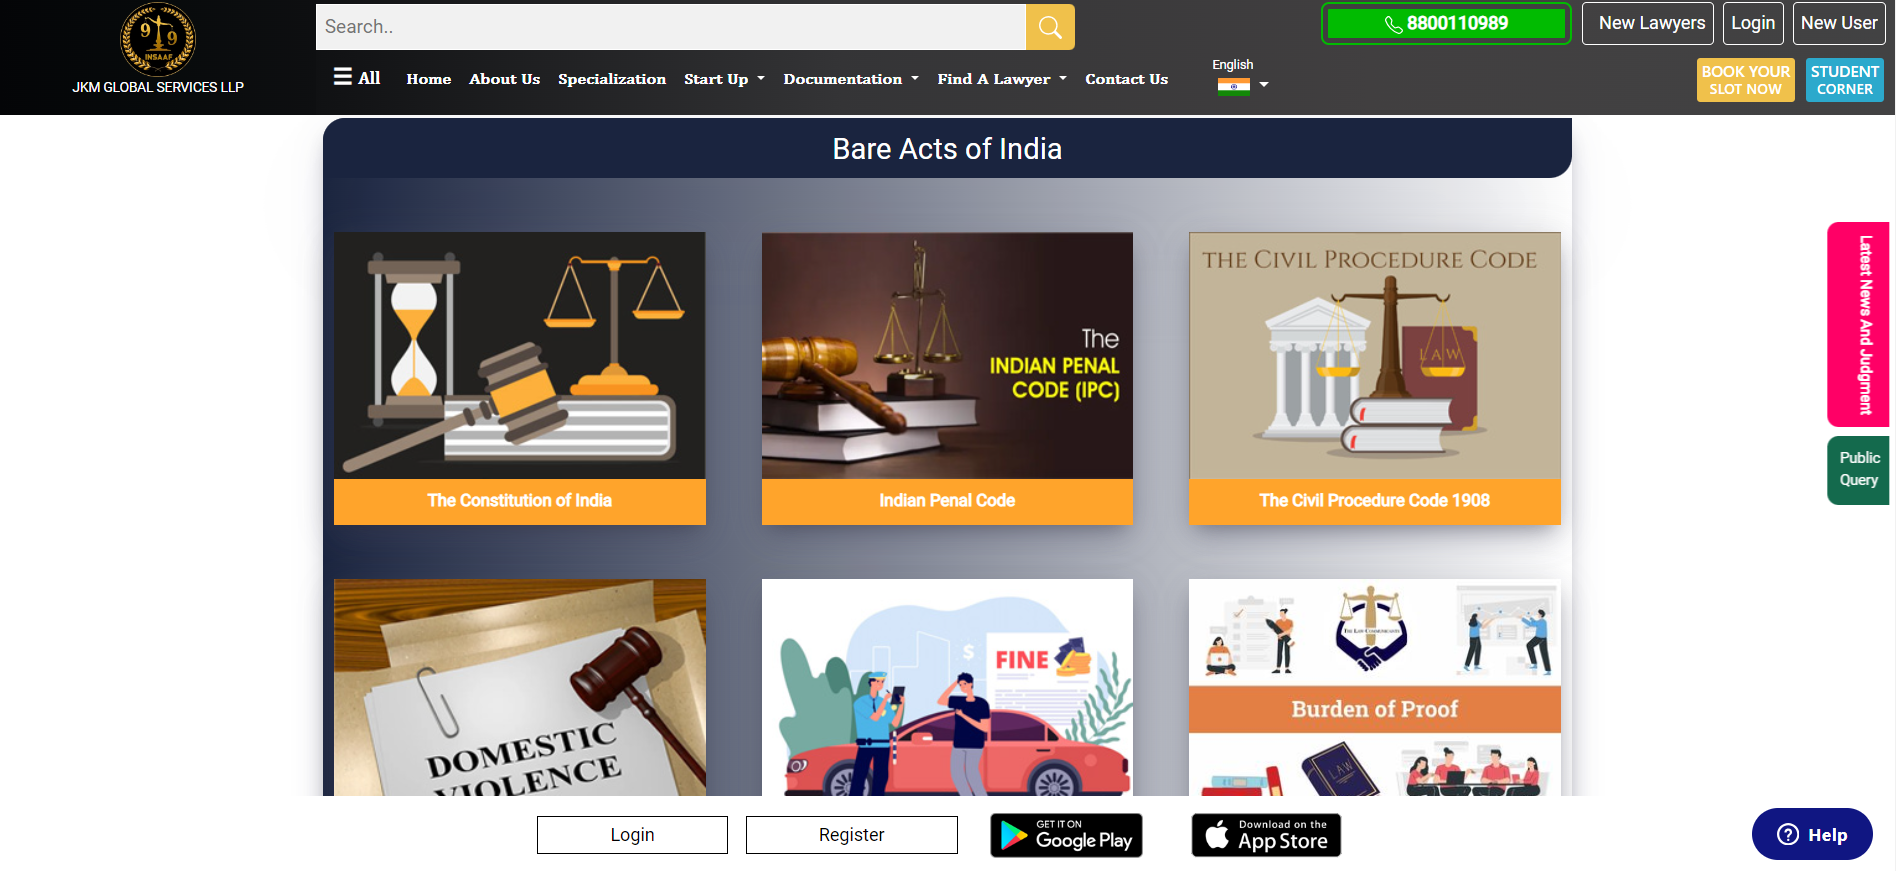 9 9
INSAAF
JKM GLOBAL SERVICES LLP
Search..
8800110989
New Lawyers
Login
New User
All
Home
About Us
Specialization
Start Up
Documentation
Find A Lawyer
Contact Us
English
BOOK YOUR
SLOT NOW
STUDENT
CORNER
Bare Acts of India
The
INDIAN PENAL
CODE (IPC)
THE CIVIL PROCEDURE CODE
LAW
The Constitution of India
Indian Penal Code
The Civil Procedure Code 1908
Latest News And Judgment
Public
Query
DOMESTIC
VIOLENCE
$
FINE
THE LAW COMMUNICANTS
Burden of Proof
LAW
Login
Register
GET IT ON
Google Play
Download on the
App Store
Help